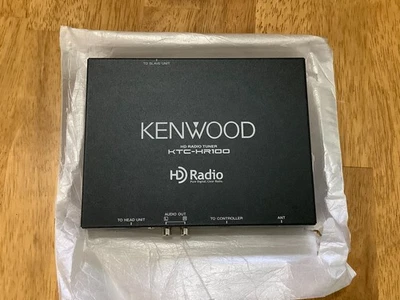 TO SLAVE UNIT
KENWOOD
HD RADIO TUNER
KTC-HR100
HD Radio
TO HEAD UNIT
AUDIO OUT
TO CONTROLLER
ANT